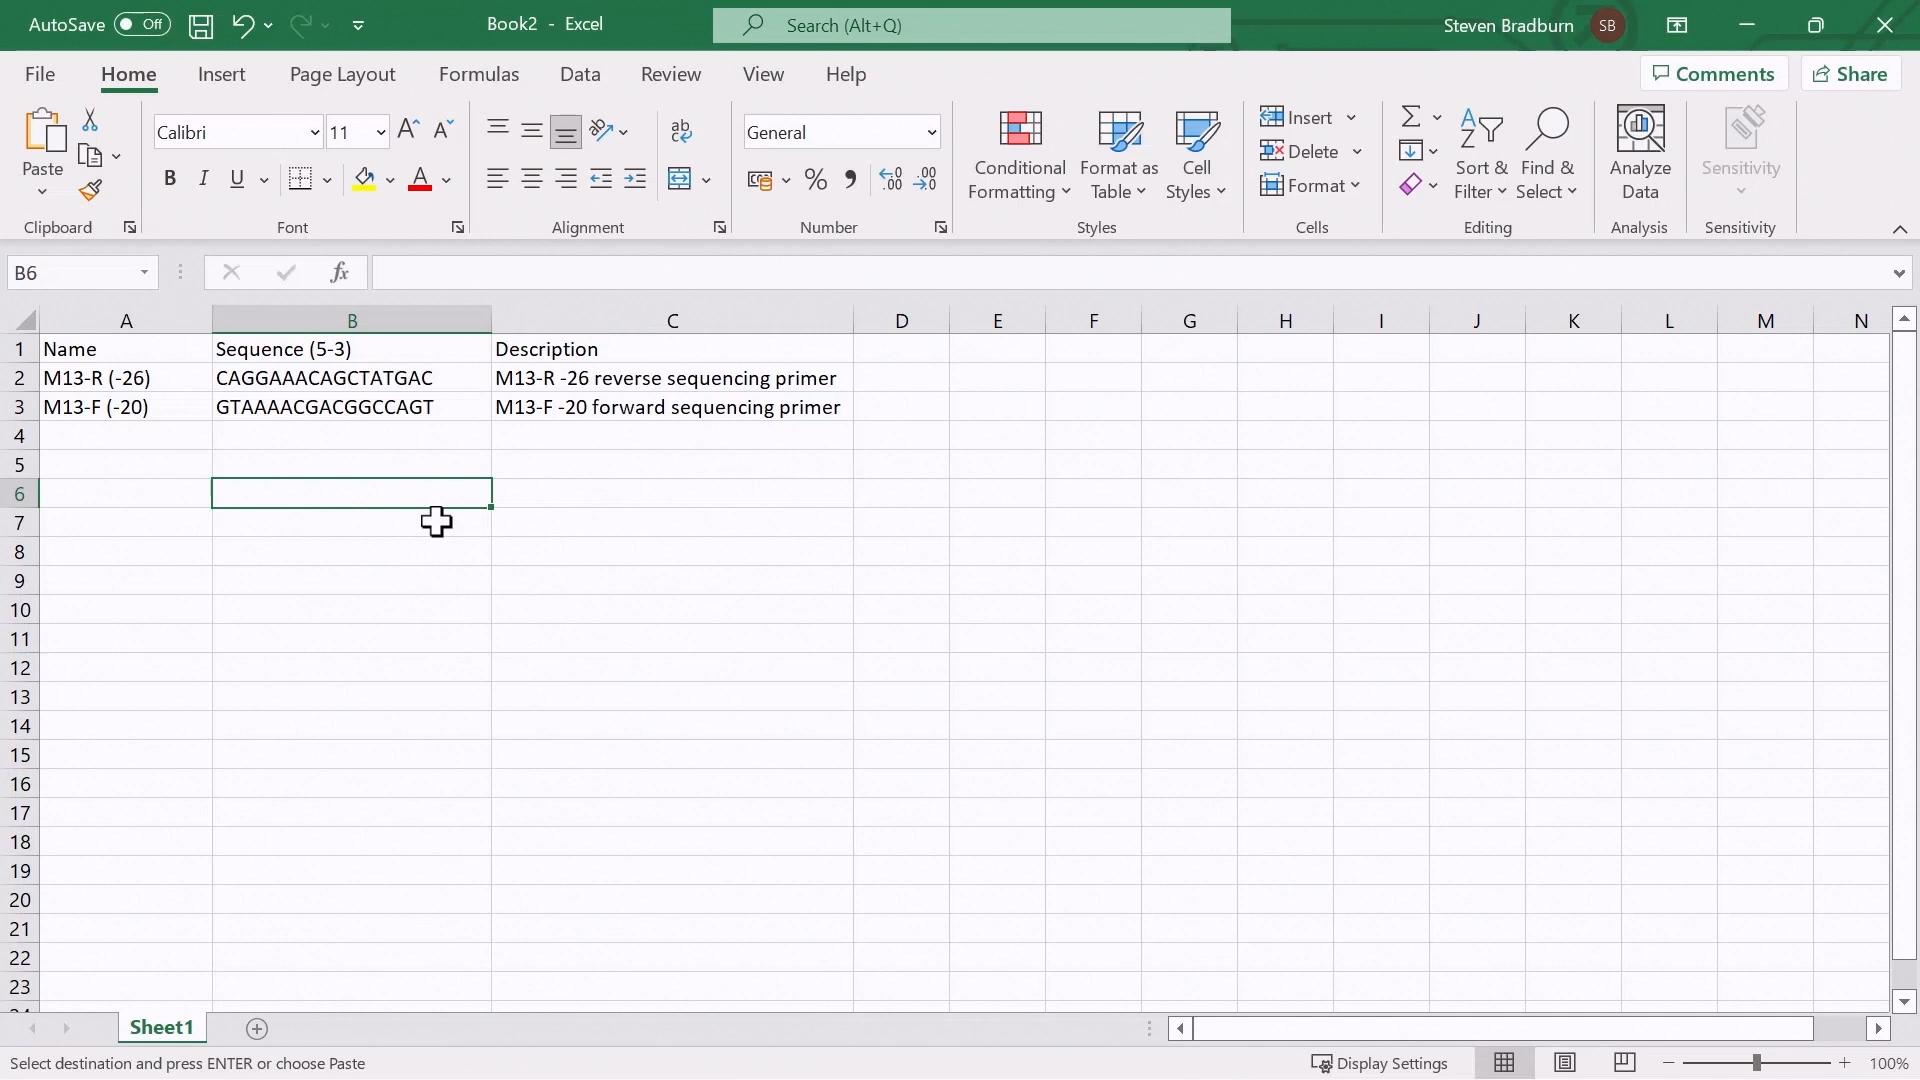 AutoSave Off Book2 - Excel Search (Alt+Q) Steven Bradburn SB
File Home Insert Page Layout Formulas Data Review View Help Comments Share
Paste Calibri 11 ab General Conditional Formatting Format as Table Cell Styles Insert Delete Format Sort & Filter Find & Select Analyze Data Sensitivity
Clipboard Font Alignment Number Styles Cells Editing Analysis Sensitivity
B6 fx
A B C D E F G H I J K L M N
1 Name Sequence (5-3) Description
2 M13-R (-26) CAGGAAACAGCTATGAC M13-R -26 reverse sequencing primer
3 M13-F (-20) GTAAAACGACGGCCAGT M13-F -20 forward sequencing primer
4
5
6
7
8
9
10
11
12
13
14
15
16
17
18
19
20
21
22
23
Sheet1
Select destination and press ENTER or choose Paste Display Settings 100%